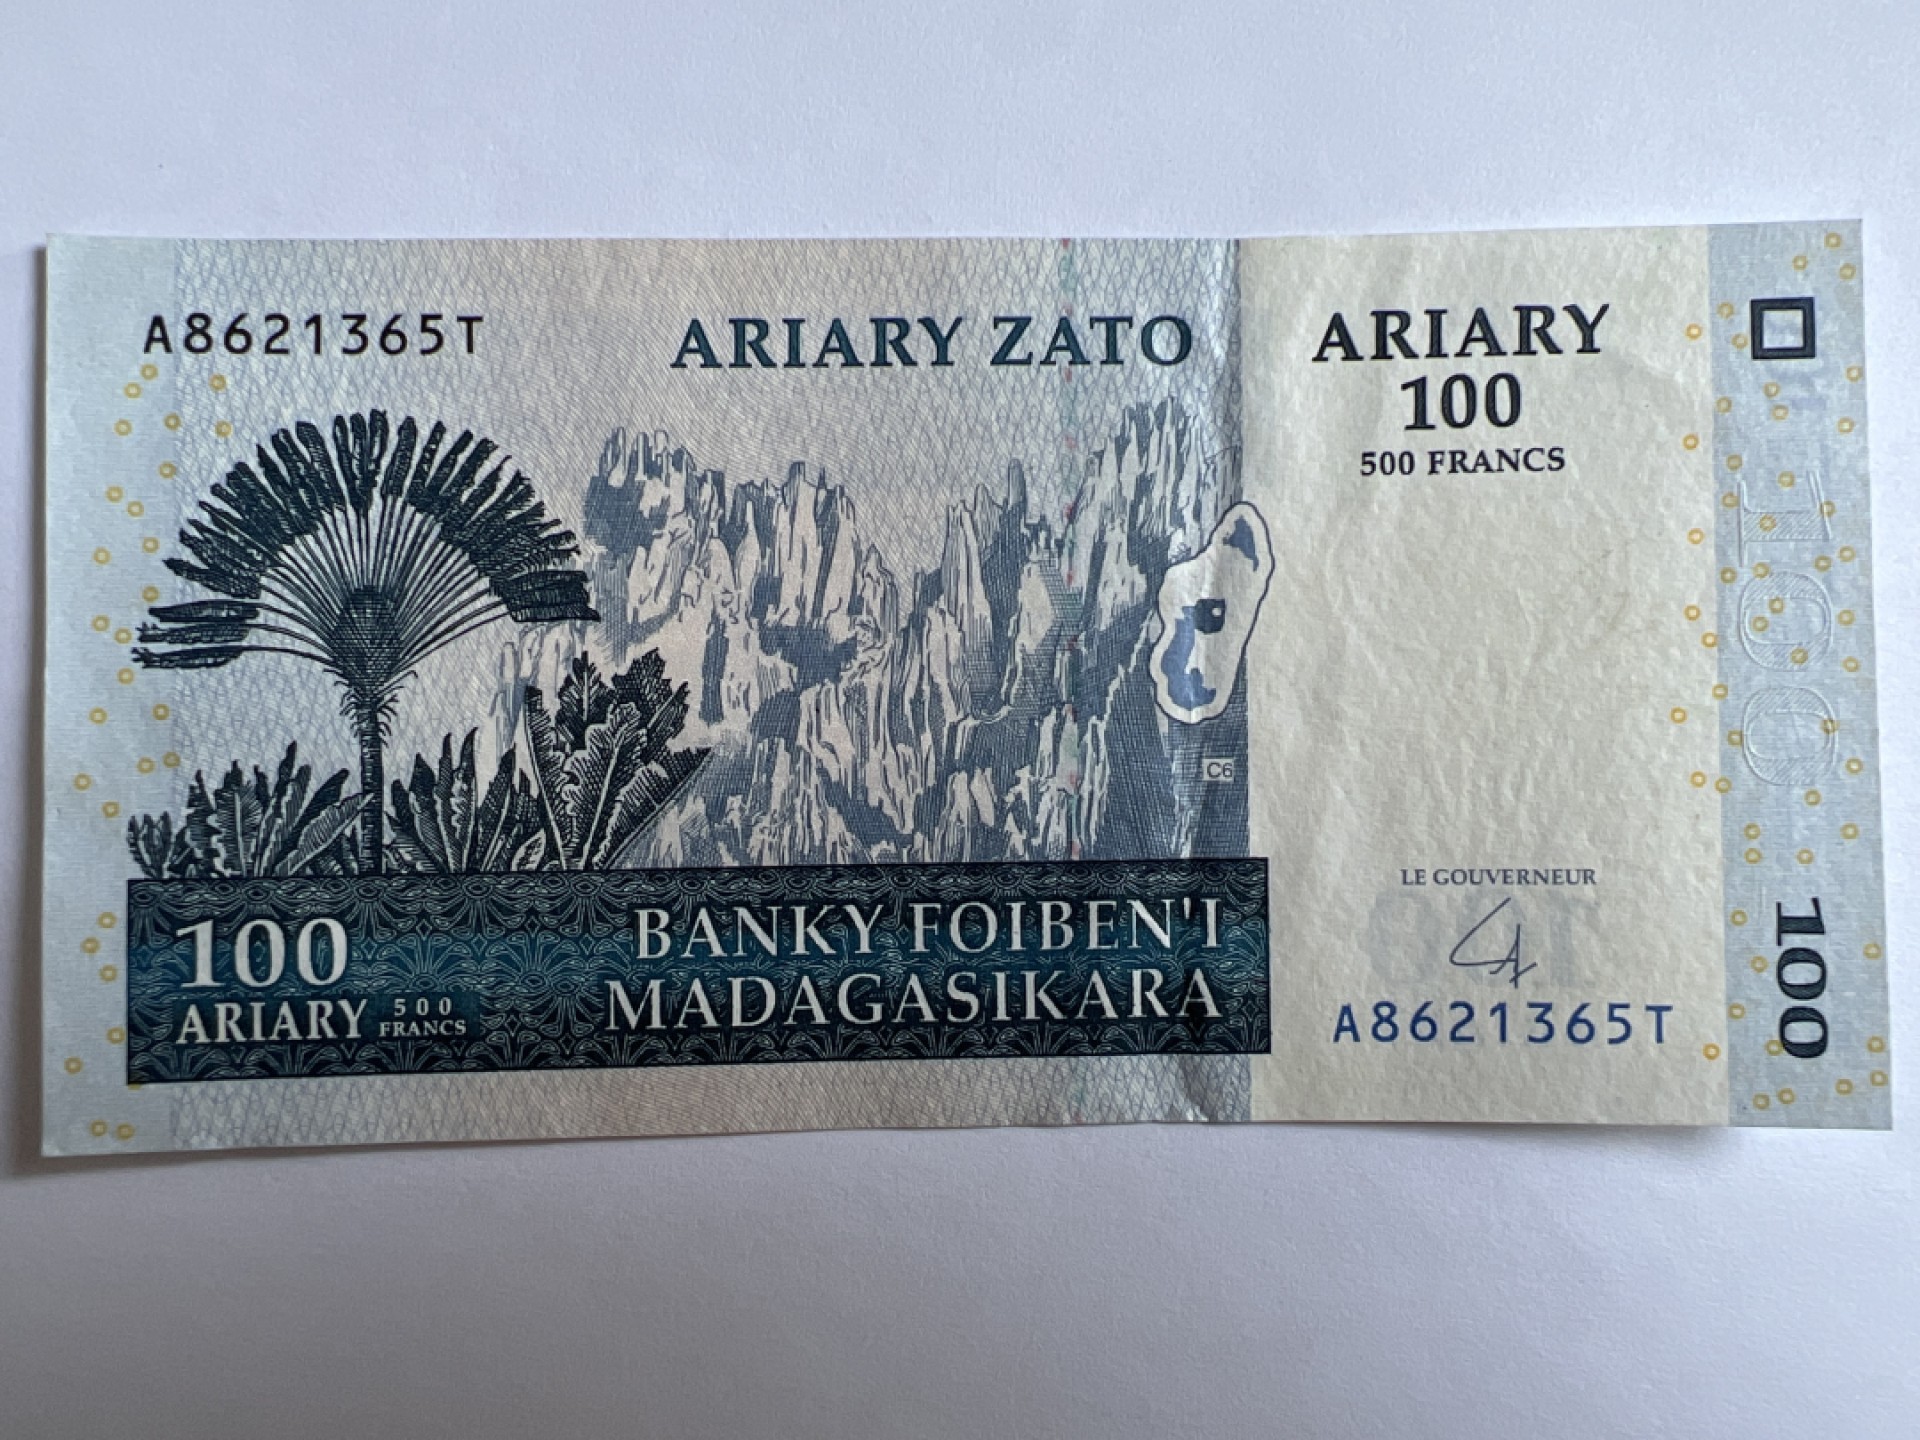 A8621365T
ARIARY ZATO
ARIARY
100
500 FRANCS
100
C6
LE GOUVERNEUR
A8621365T
100
100
ARIARY
500
FRANCS
BANKY FOIBEN'I
MADAGASIKARA